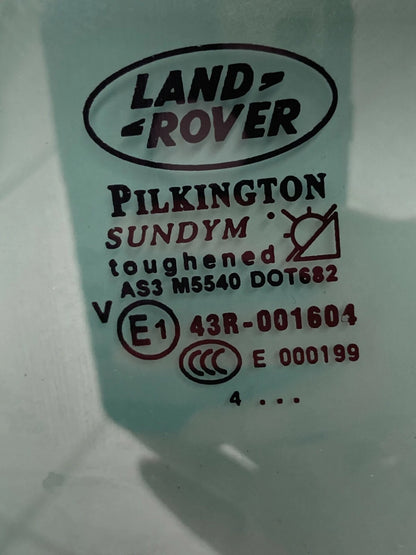 LAND
ROVER
PILKINGTON
SUNDYM
toughened
AS3 M5540 DOT682
V E1 43R-001604
CCC E 000199
4 ...